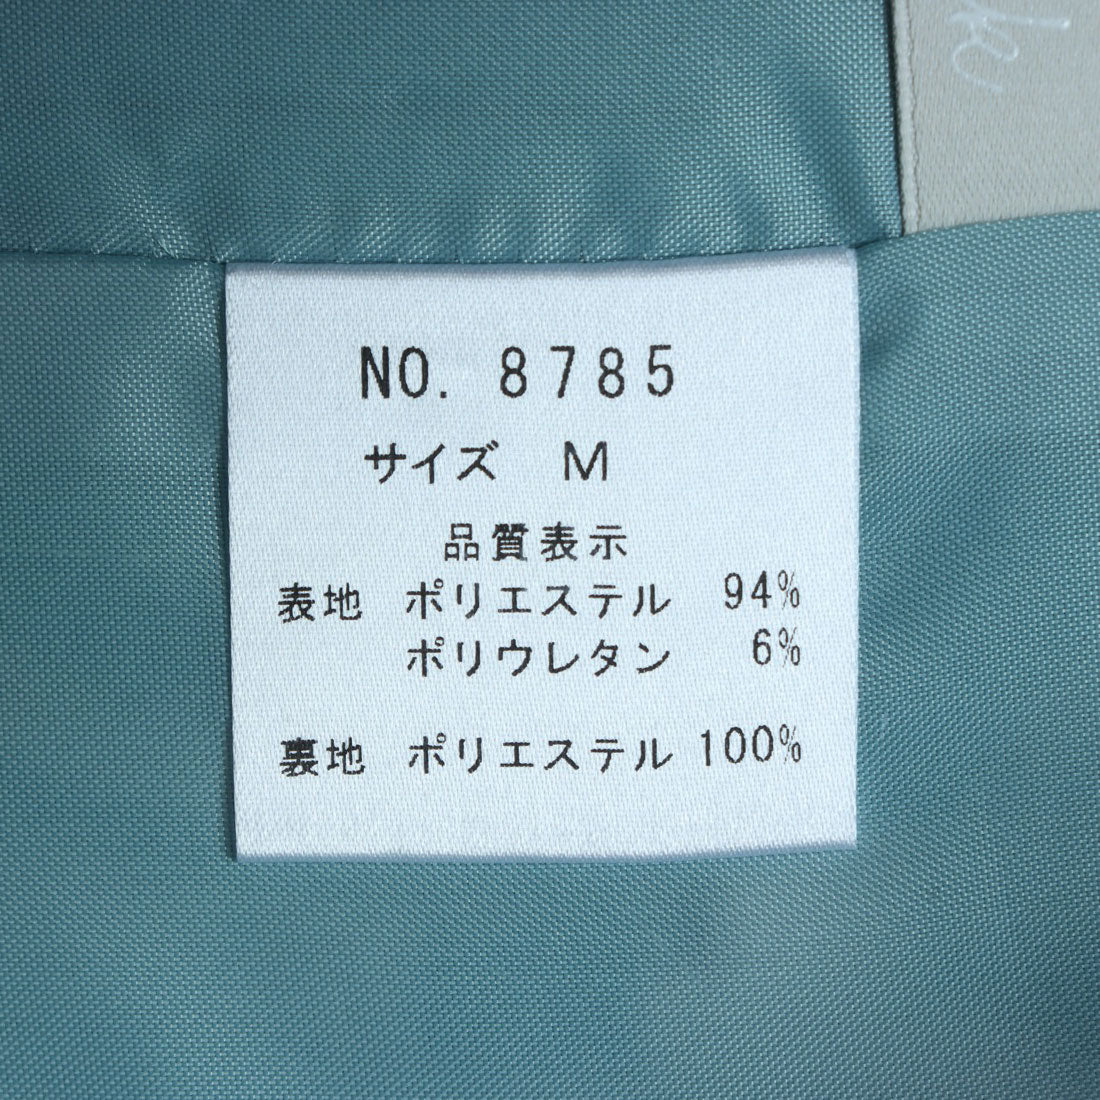 NO. 8785
サイズ M
品質表示
表地 ポリエステル 94%
ポリウレタン 6%
裏地 ポリエステル 100%